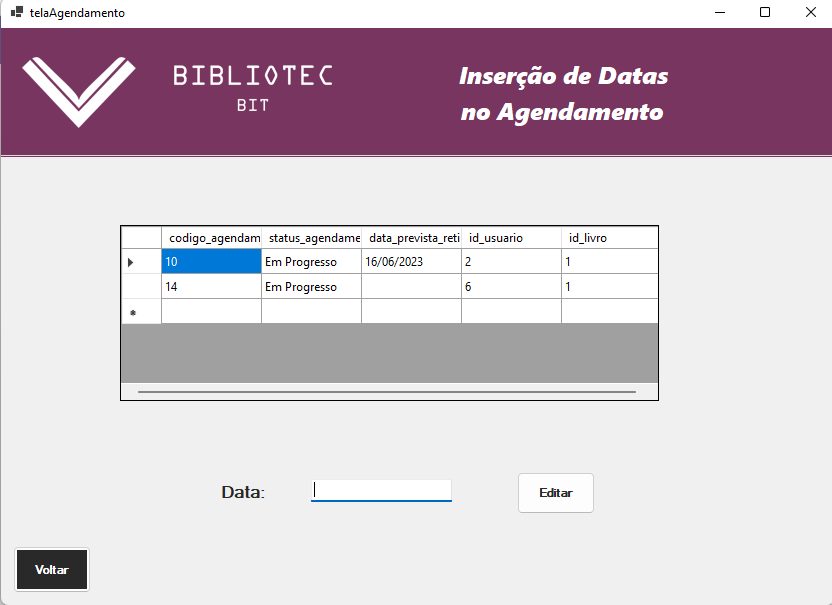 telaAgendamento
BIBLIOTEC
BIT
Inserção de Datas
no Agendamento
codigo_agendam status_agendame data_prevista_reti id_usuario id_livro
10 Em Progresso 16/06/2023 2 1
14 Em Progresso 6 1
Data:
Editar
Voltar